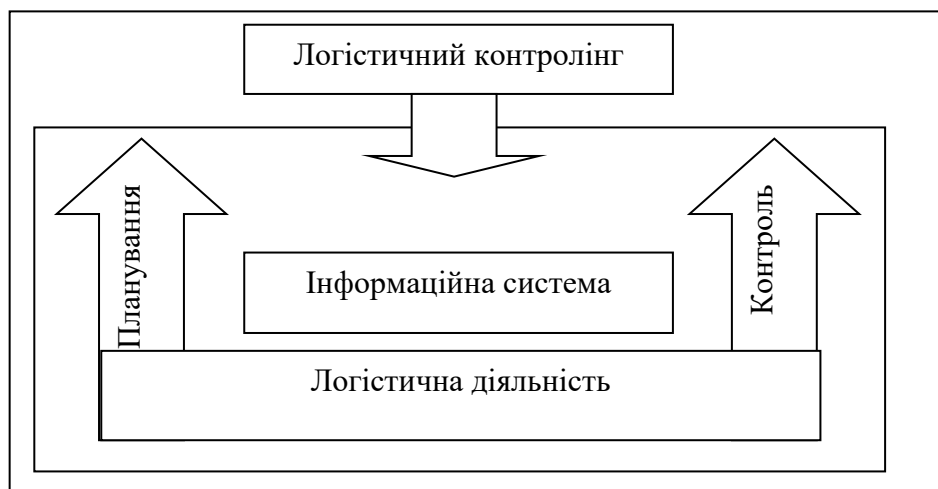 Логістичний контролінг
Планування
Контроль
Інформаційна система
Логістична діяльність